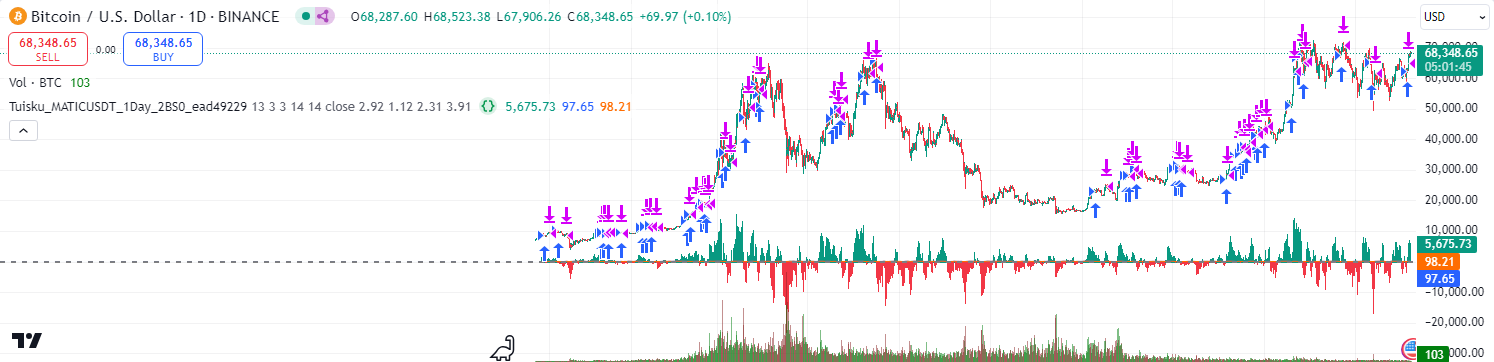 Bitcoin / U.S. Dollar · 1D · BINANCE O68,287.60 H68,523.38 L67,906.26 C68,348.65 +69.97 (+0.10%)
USD
68,348.65 SELL
0.00
68,348.65 BUY
Vol · BTC 103
Tuisku_MATICUSDT_1Day_2BS0_ead49229 13 3 3 14 14 close 2.92 1.12 2.31 3.91 5,675.73 97.65 98.21
68,348.65
05:01:45
60,000.00
50,000.00
40,000.00
30,000.00
20,000.00
10,000.00
5,675.73
98.21
97.65
−10,000.00
−20,000.00
103